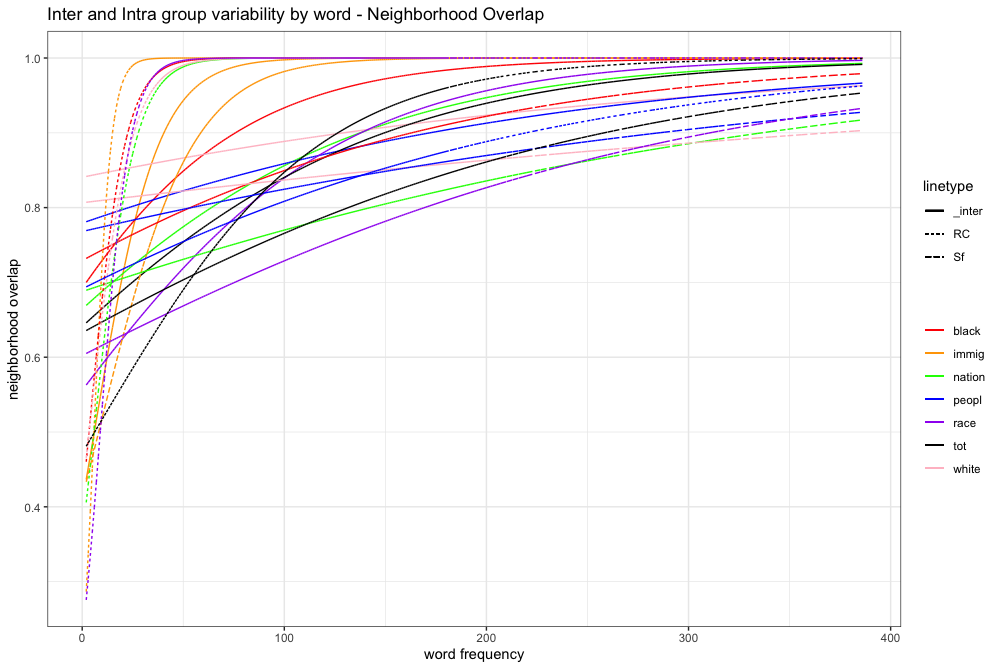 Inter and Intra group variability by word - Neighborhood Overlap
1.0
0.8
0.6
0.4
neighborhood overlap
0
100
200
300
400
word frequency
linetype
_inter
RC
Sf
black
immig
nation
peopl
race
tot
white